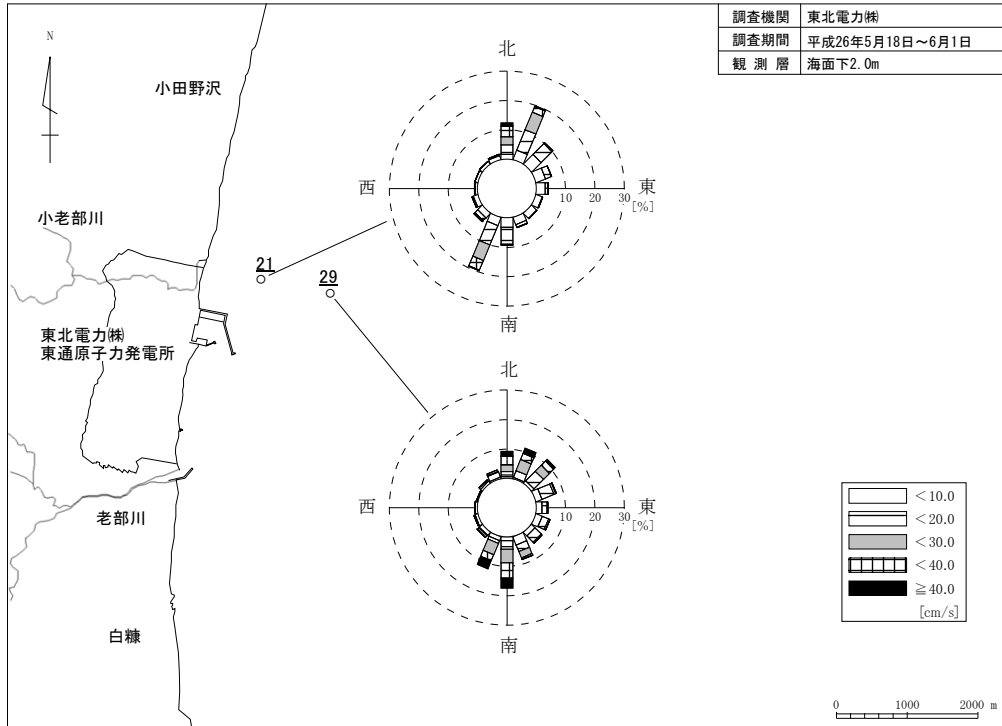 調査機関 東北電力㈱
調査期間 平成26年5月18日～6月1日
観測層 海面下2.0m
N
小田野沢
小老部川
21
29
東北電力㈱
東通原子力発電所
老部川
白糠
北
西
東
10 20 30
[%]
南
北
西
東
10 20 30
[%]
南
＜10.0
＜20.0
＜30.0
＜40.0
≧40.0
[cm/s]
0 1000 2000 m